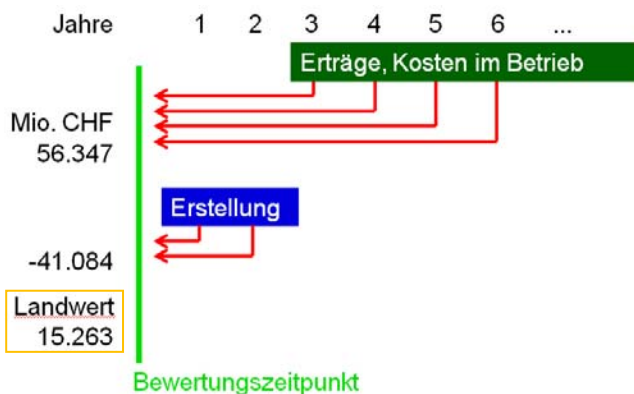 Jahre 1 2 3 4 5 6 ...
Erträge, Kosten im Betrieb
Mio. CHF
56.347
Erstellung
-41.084
Landwert
15.263
Bewertungszeitpunkt